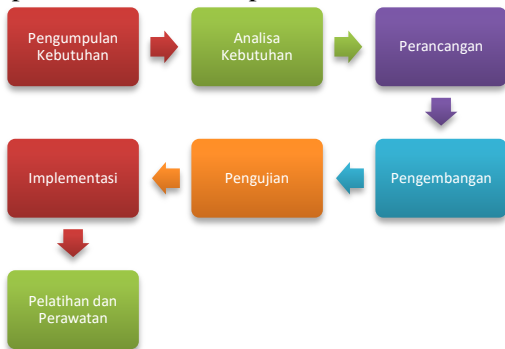 Pengumpulan
Kebutuhan
Analisa
Kebutuhan
Perancangan
Pengembangan
Pengujian
Implementasi
Pelatihan dan
Perawatan